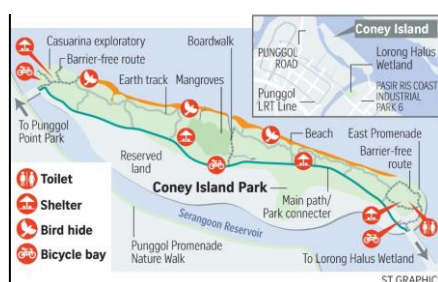 Casuarina exploratory
Barrier-free route
Boardwalk
Earth track
Mangroves
Coney Island
PUNGGOL
ROAD
Lorong Halus
Wetland
Punggol
LRT Line
PASIR RIS COAST
INDUSTRIAL
PARK 6
To Punggol
Point Park
Beach
East Promenade
Barrier-free
route
Reserved
land
Coney Island Park
Main path/
Park connecter
Toilet
Shelter
Bird hide
Bicycle bay
Serangoon Reservoir
Punggol Promenade
Nature Walk
To Lorong Halus Wetland
ST GRAPHIC